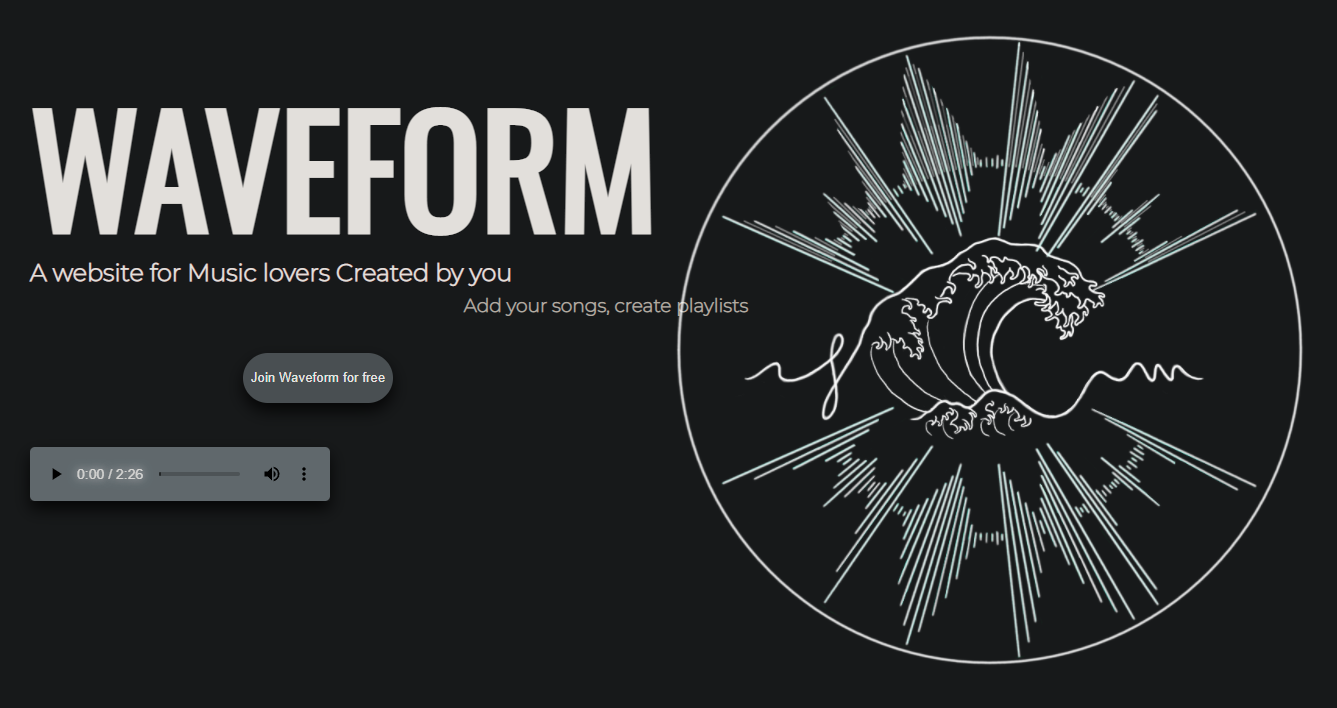 WAVEFORM
A website for Music lovers Created by you
Add your songs, create playlists
Join Waveform for free
0:00 / 2:26